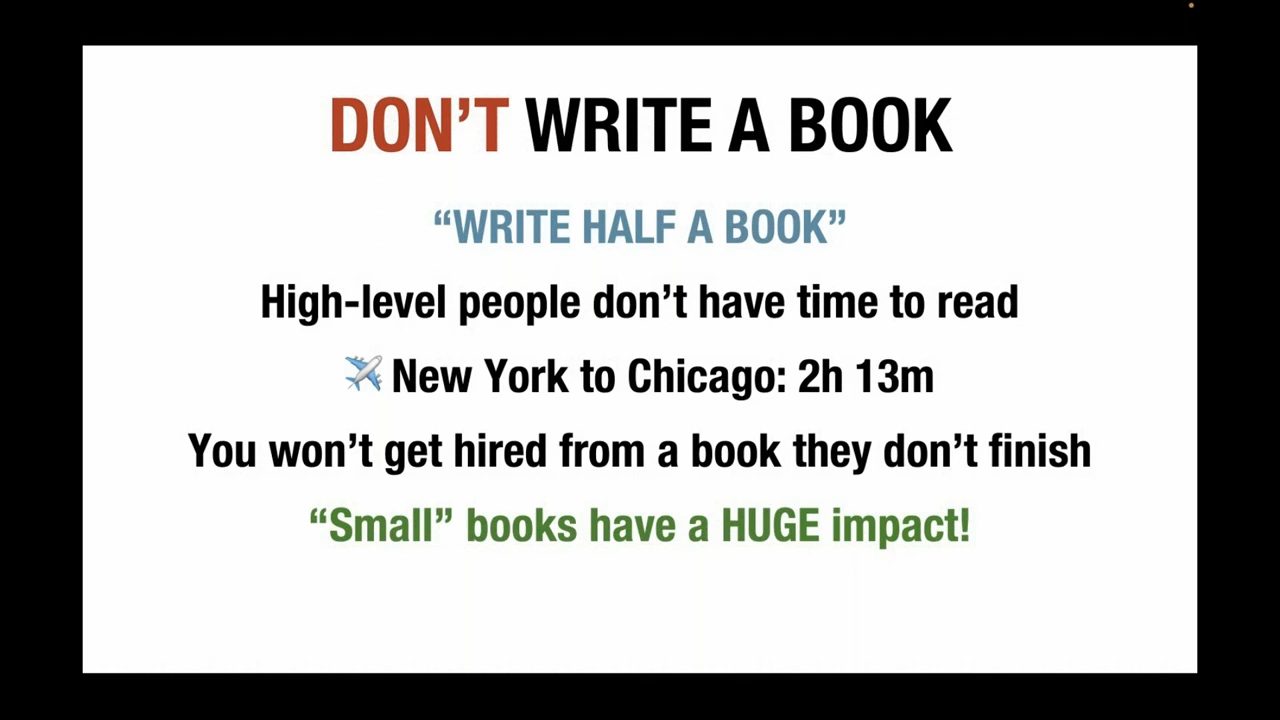 DON’T WRITE A BOOK
“WRITE HALF A BOOK”
High-level people don’t have time to read
✈️ New York to Chicago: 2h 13m
You won’t get hired from a book they don’t finish
“Small” books have a HUGE impact!